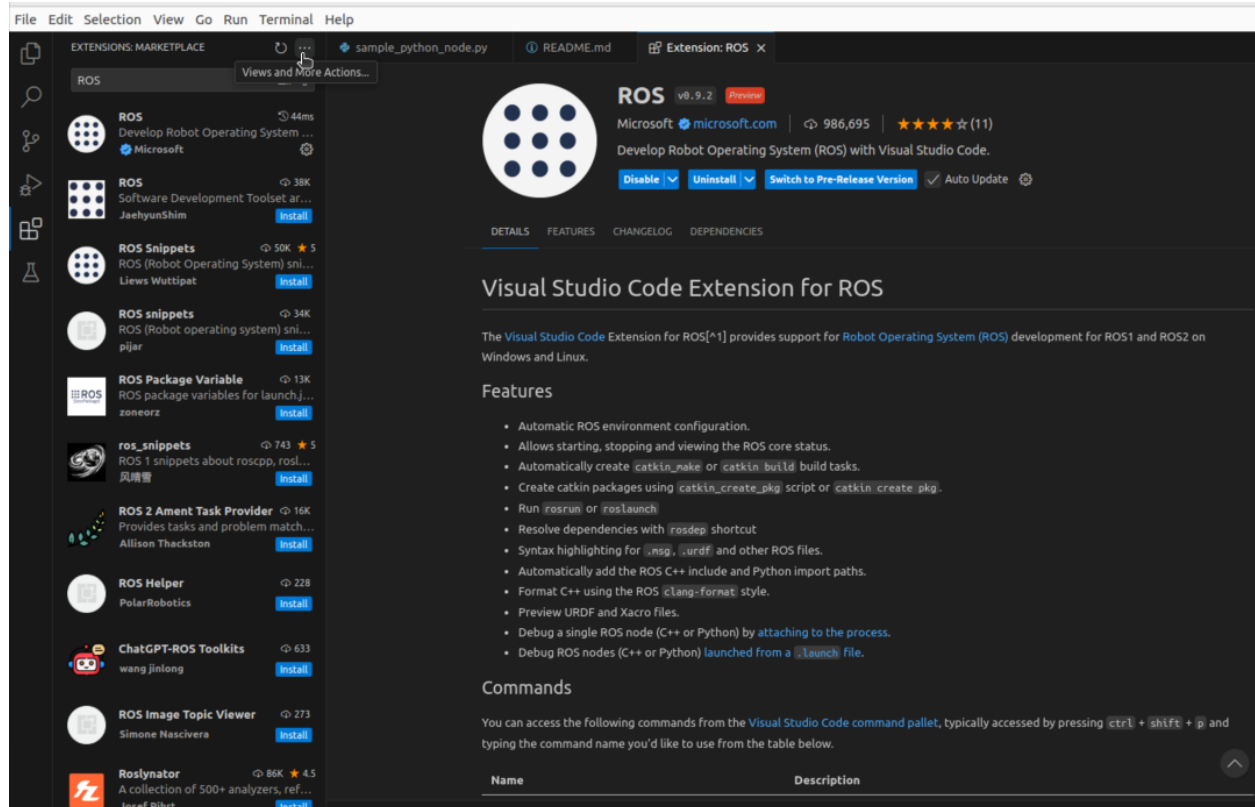 File Edit Selection View Go Run Terminal Help
EXTENSIONS: MARKETPLACE
Views and More Actions...
ROS
sample_python_node.py
README.md
Extension: ROS
ROS 44ms
Develop Robot Operating System ...
Microsoft
ROS 38K
Software Development Toolset ar...
JaehyunShim Install
ROS Snippets 50K ★ 5
ROS (Robot Operating System) sni...
Liews Wuttipat Install
ROS snippets 34K
ROS (Robot operating system) sni...
pijar Install
ROS Package Variable 13K
ROS package variables for launch.j...
zoneorz Install
ROS
ros_snippets 743 ★ 5
ROS 1 snippets about roscpp, rosl...
风晴雪 Install
ROS 2 Ament Task Provider 16K
Provides tasks and problem match...
Allison Thackston Install
ROS Helper 228
PolarRobotics Install
ChatGPT-ROS Toolkits 633
wang jinlong Install
ROS Image Topic Viewer 273
Simone Nascivera Install
Roslynator 86K ★ 4.5
A collection of 500+ analyzers, ref...
ROS v0.9.2 Preview
Microsoft microsoft.com 986,695 ★★★★☆(11)
Develop Robot Operating System (ROS) with Visual Studio Code.
Disable Uninstall Switch to Pre-Release Version Auto Update
DETAILS FEATURES CHANGELOG DEPENDENCIES
Visual Studio Code Extension for ROS
The Visual Studio Code Extension for ROS[^1] provides support for Robot Operating System (ROS) development for ROS1 and ROS2 on
Windows and Linux.
Features
• Automatic ROS environment configuration.
• Allows starting, stopping and viewing the ROS core status.
• Automatically create catkin_make or catkin build build tasks.
• Create catkin packages using catkin_create_pkg script or catkin create pkg.
• Run rosrun or roslaunch
• Resolve dependencies with rosdep shortcut
• Syntax highlighting for .msg, .urdf and other ROS files.
• Automatically add the ROS C++ include and Python import paths.
• Format C++ using the ROS clang-format style.
• Preview URDF and Xacro files.
• Debug a single ROS node (C++ or Python) by attaching to the process.
• Debug ROS nodes (C++ or Python) launched from a .launch file.
Commands
You can access the following commands from the Visual Studio Code command pallet, typically accessed by pressing ctrl + shift + p and
typing the command name you'd like to use from the table below.
Name Description